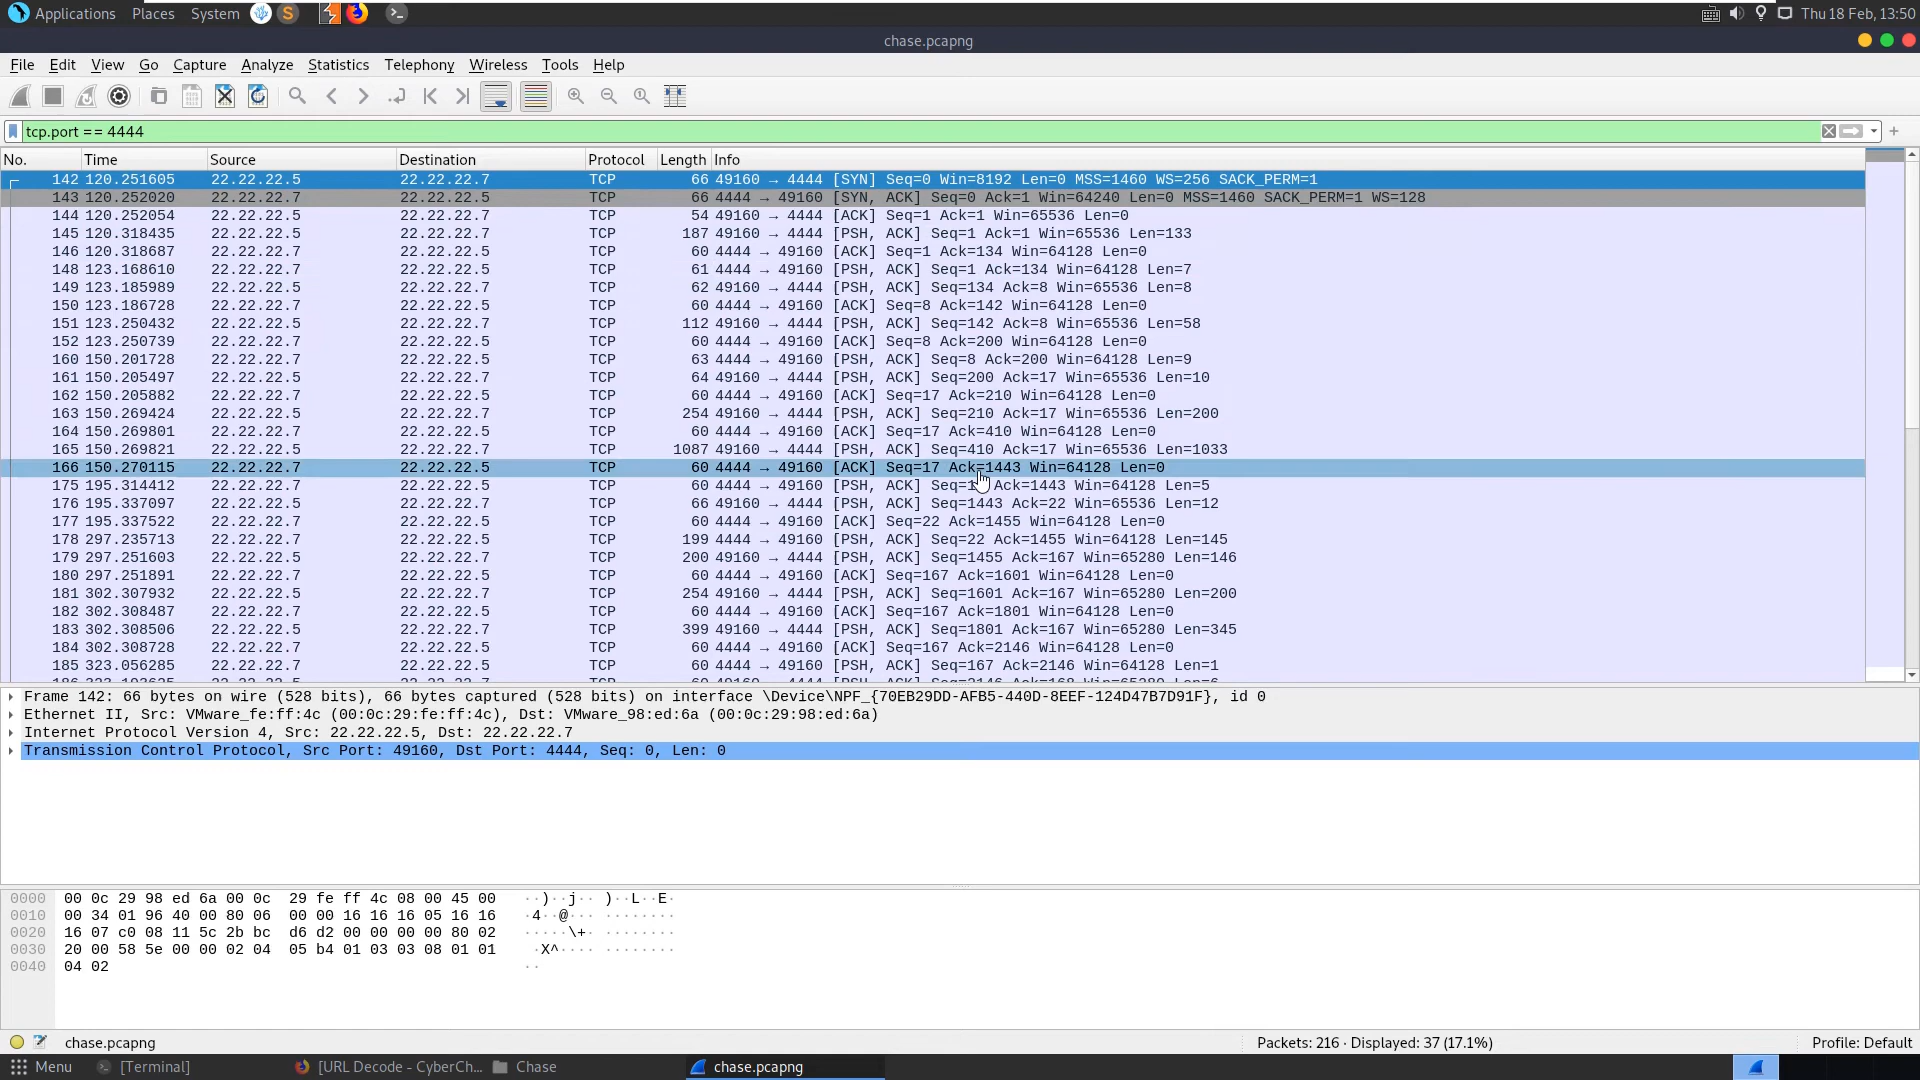 Applications Places System Thu 18 Feb, 13:50
chase.pcapng
File Edit View Go Capture Analyze Statistics Telephony Wireless Tools Help
tcp.port == 4444
No. Time Source Destination Protocol Length Info
142 120.251605 22.22.22.5 22.22.22.7 TCP 66 49160 → 4444 [SYN] Seq=0 Win=8192 Len=0 MSS=1460 WS=256 SACK_PERM=1
143 120.252020 22.22.22.7 22.22.22.5 TCP 66 4444 → 49160 [SYN, ACK] Seq=0 Ack=1 Win=64240 Len=0 MSS=1460 SACK_PERM=1 WS=128
144 120.252054 22.22.22.5 22.22.22.7 TCP 54 49160 → 4444 [ACK] Seq=1 Ack=1 Win=65536 Len=0
145 120.318435 22.22.22.5 22.22.22.7 TCP 187 49160 → 4444 [PSH, ACK] Seq=1 Ack=1 Win=65536 Len=133
146 120.318687 22.22.22.7 22.22.22.5 TCP 60 4444 → 49160 [ACK] Seq=1 Ack=134 Win=64128 Len=0
148 123.168610 22.22.22.7 22.22.22.5 TCP 61 4444 → 49160 [PSH, ACK] Seq=1 Ack=134 Win=64128 Len=7
149 123.185989 22.22.22.5 22.22.22.7 TCP 62 49160 → 4444 [PSH, ACK] Seq=134 Ack=8 Win=65536 Len=8
150 123.186728 22.22.22.7 22.22.22.5 TCP 60 4444 → 49160 [ACK] Seq=8 Ack=142 Win=64128 Len=0
151 123.250432 22.22.22.5 22.22.22.7 TCP 112 49160 → 4444 [PSH, ACK] Seq=142 Ack=8 Win=65536 Len=58
152 123.250739 22.22.22.7 22.22.22.5 TCP 60 4444 → 49160 [ACK] Seq=8 Ack=200 Win=64128 Len=0
160 150.201728 22.22.22.7 22.22.22.5 TCP 63 4444 → 49160 [PSH, ACK] Seq=8 Ack=200 Win=64128 Len=9
161 150.205497 22.22.22.5 22.22.22.7 TCP 64 49160 → 4444 [PSH, ACK] Seq=200 Ack=17 Win=65536 Len=10
162 150.205882 22.22.22.7 22.22.22.5 TCP 60 4444 → 49160 [ACK] Seq=17 Ack=210 Win=64128 Len=0
163 150.269424 22.22.22.5 22.22.22.7 TCP 254 49160 → 4444 [PSH, ACK] Seq=210 Ack=17 Win=65536 Len=200
164 150.269801 22.22.22.7 22.22.22.5 TCP 60 4444 → 49160 [ACK] Seq=17 Ack=410 Win=64128 Len=0
165 150.269821 22.22.22.5 22.22.22.7 TCP 1087 49160 → 4444 [PSH, ACK] Seq=410 Ack=17 Win=65536 Len=1033
166 150.270115 22.22.22.7 22.22.22.5 TCP 60 4444 → 49160 [ACK] Seq=17 Ack=1443 Win=64128 Len=0
175 195.314412 22.22.22.7 22.22.22.5 TCP 60 4444 → 49160 [PSH, ACK] Ack=1443 Win=64128 Len=5
176 195.337097 22.22.22.5 22.22.22.7 TCP 66 49160 → 4444 [PSH, ACK] Seq=1443 Ack=22 Win=65536 Len=12
177 195.337522 22.22.22.7 22.22.22.5 TCP 60 4444 → 49160 [ACK] Seq=22 Ack=1455 Win=64128 Len=0
178 297.235713 22.22.22.7 22.22.22.5 TCP 199 4444 → 49160 [PSH, ACK] Seq=22 Ack=1455 Win=64128 Len=145
179 297.251603 22.22.22.5 22.22.22.7 TCP 200 49160 → 4444 [PSH, ACK] Seq=1455 Ack=167 Win=65280 Len=146
180 297.251891 22.22.22.7 22.22.22.5 TCP 60 4444 → 49160 [ACK] Seq=167 Ack=1601 Win=64128 Len=0
181 302.307932 22.22.22.5 22.22.22.7 TCP 254 49160 → 4444 [PSH, ACK] Seq=1601 Ack=167 Win=65280 Len=200
182 302.308487 22.22.22.7 22.22.22.5 TCP 60 4444 → 49160 [ACK] Seq=167 Ack=1801 Win=64128 Len=0
183 302.308506 22.22.22.5 22.22.22.7 TCP 399 49160 → 4444 [PSH, ACK] Seq=1801 Ack=167 Win=65280 Len=345
184 302.308728 22.22.22.7 22.22.22.5 TCP 60 4444 → 49160 [ACK] Seq=167 Ack=2146 Win=64128 Len=0
185 323.056285 22.22.22.7 22.22.22.5 TCP 60 4444 → 49160 [PSH, ACK] Seq=167 Ack=2146 Win=64128 Len=1
Frame 142: 66 bytes on wire (528 bits), 66 bytes captured (528 bits) on interface \Device\NPF_{70EB29DD-AFB5-440D-8EEF-124D47B7D91F}, id 0
Ethernet II, Src: VMware_fe:ff:4c (00:0c:29:fe:ff:4c), Dst: VMware_98:ed:6a (00:0c:29:98:ed:6a)
Internet Protocol Version 4, Src: 22.22.22.5, Dst: 22.22.22.7
Transmission Control Protocol, Src Port: 49160, Dst Port: 4444, Seq: 0, Len: 0
0000 00 0c 29 98 ed 6a 00 0c 29 fe ff 4c 08 00 45 00 ··)··j·· )··L··E·
0010 00 34 01 96 40 00 80 06 00 00 16 16 16 05 16 16 ·4··@··· ········
0020 16 07 c0 08 11 5c 2b bc d6 d2 00 00 00 00 80 02 ·····\+· ········
0030 20 00 58 5e 00 00 02 04 05 b4 01 03 03 08 01 01 ·X^···· ········
0040 04 02 ··
chase.pcapng Packets: 216 · Displayed: 37 (17.1%) Profile: Default
Menu [Terminal] [URL Decode - CyberCh... Chase chase.pcapng